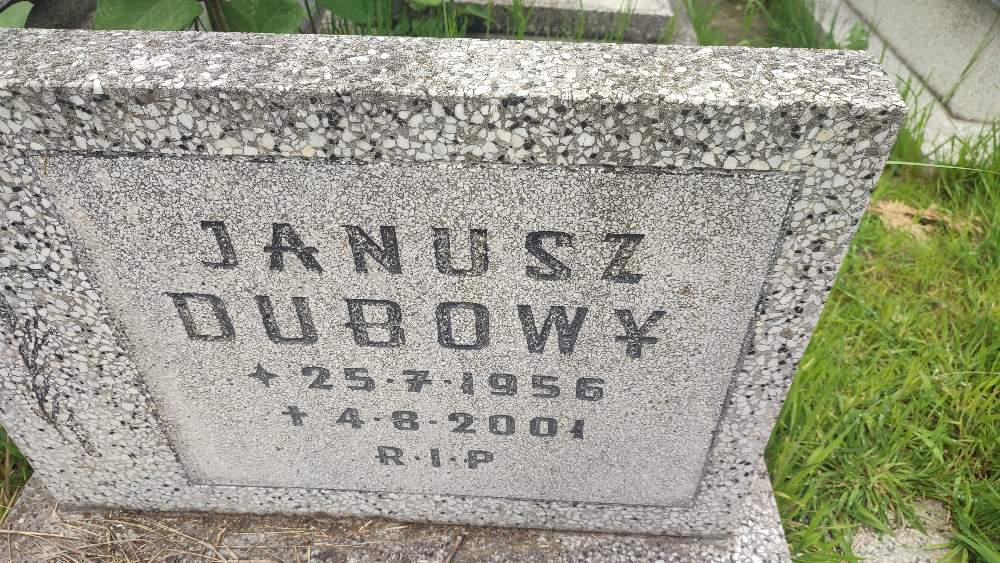 JANUSZ
DUBOWY
✦ 25·7·1956
✝ 4·8·2001
R·I·P